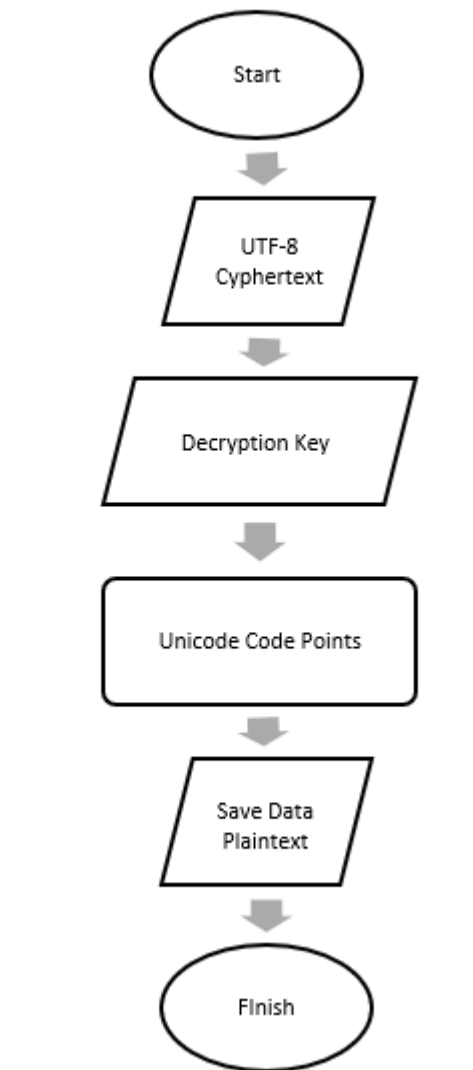 Start
UTF-8
Cyphertext
Decryption Key
Unicode Code Points
Save Data
Plaintext
FInish